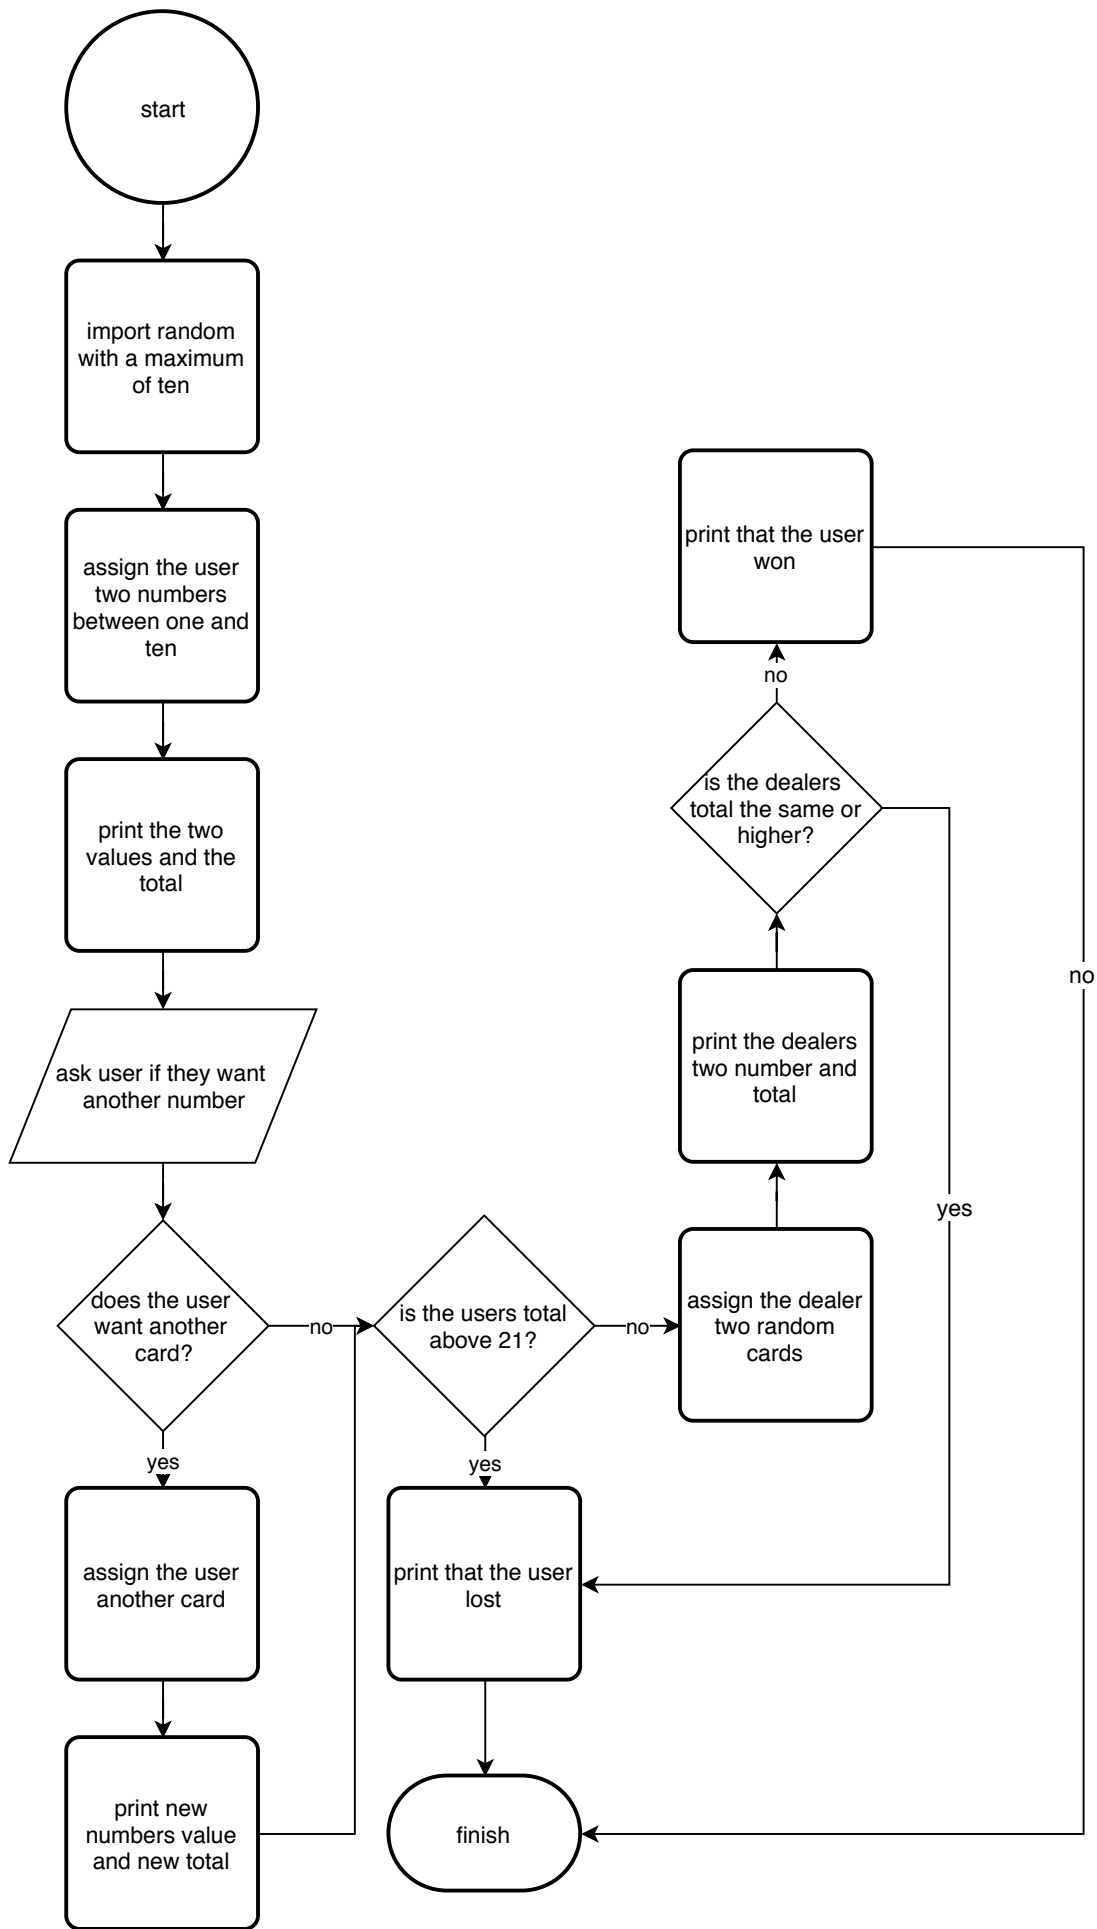 start
import random
with a maximum
of ten
assign the user
two numbers
between one and
ten
print the two
values and the
total
ask user if they want
another number
does the user
want another
card?
no
yes
assign the user
another card
print new
numbers value
and new total
is the users total
above 21?
no
yes
print that the user
lost
finish
assign the dealer
two random
cards
print the dealers
two number and
total
is the dealers
total the same or
higher?
no
yes
print that the user
won
no